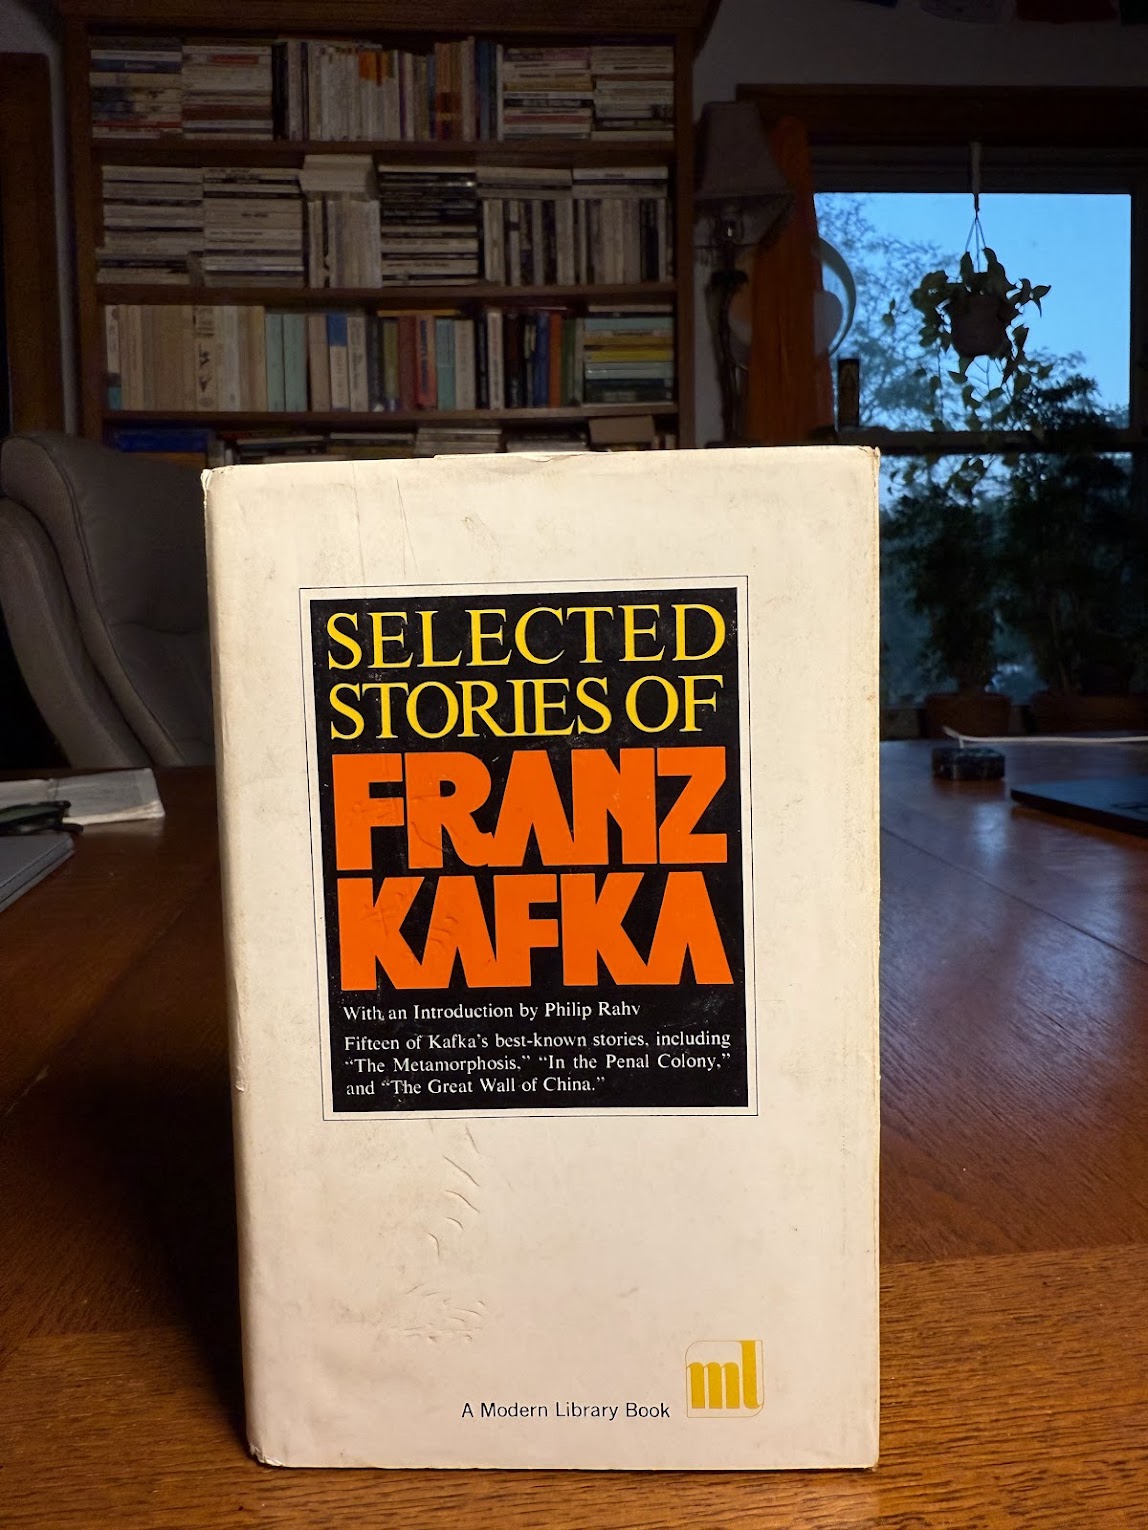 SELECTED
STORIES OF
FRANZ
KAFKA
With an Introduction by Philip Rahv
Fifteen of Kafka's best-known stories, including
"The Metamorphosis," "In the Penal Colony,"
and "The Great Wall of China."
A Modern Library Book
ml